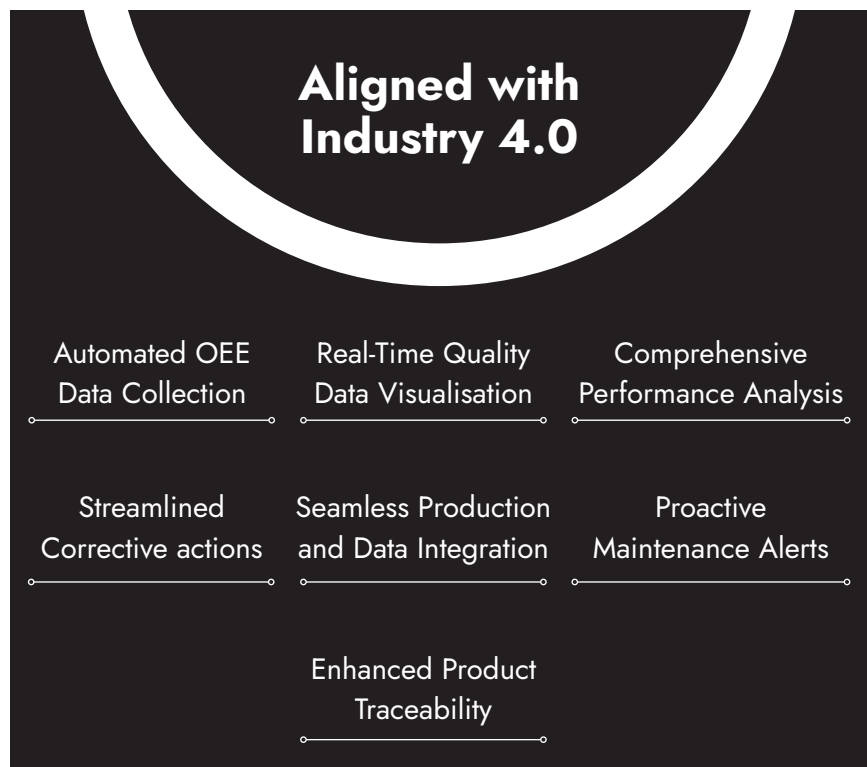 Aligned with
Industry 4.0
Automated OEE
Data Collection
Real-Time Quality
Data Visualisation
Comprehensive
Performance Analysis
Streamlined
Corrective actions
Seamless Production
and Data Integration
Proactive
Maintenance Alerts
Enhanced Product
Traceability